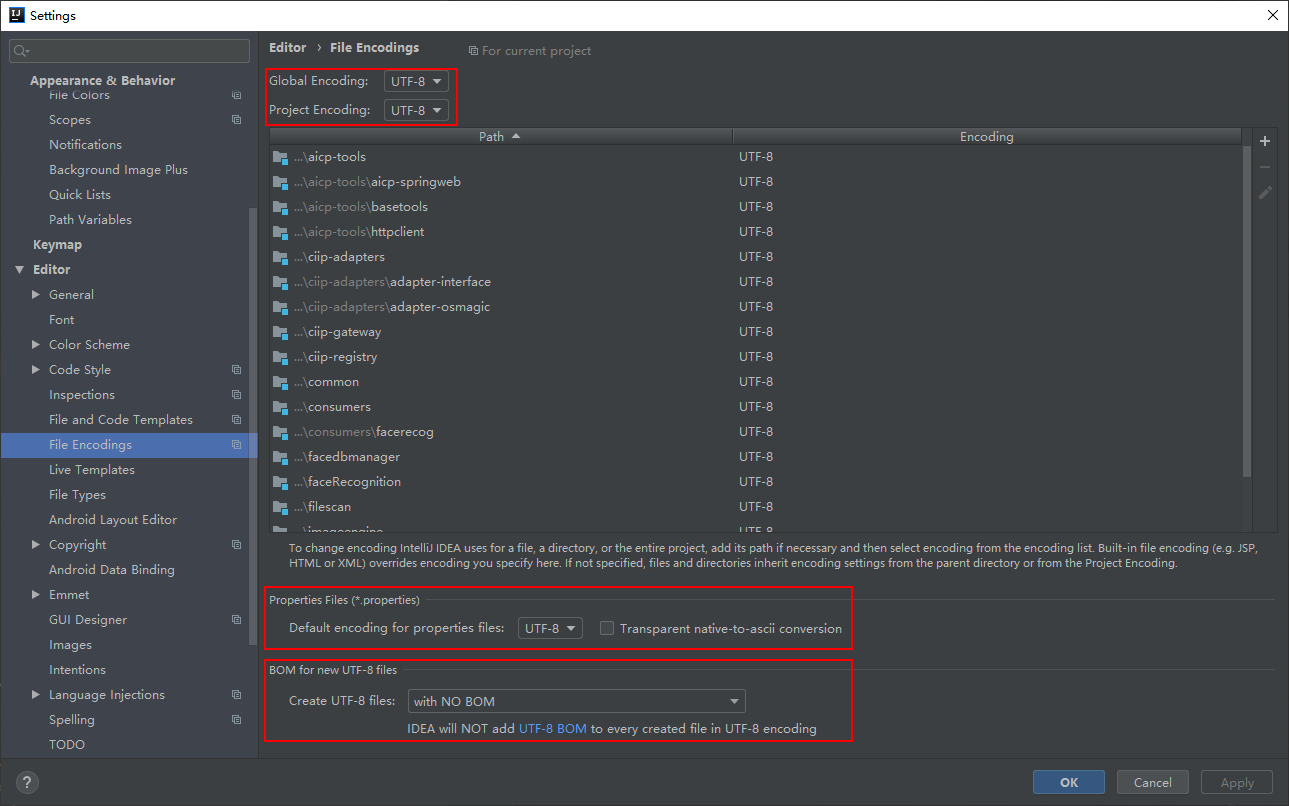 IJ
Settings
Appearance & Behavior
File Colors
Scopes
Notifications
Background Image Plus
Quick Lists
Path Variables
Keymap
Editor
General
Font
Color Scheme
Code Style
Inspections
File and Code Templates
File Encodings
Live Templates
File Types
Android Layout Editor
Copyright
Android Data Binding
Emmet
GUI Designer
Images
Intentions
Language Injections
Spelling
TODO
Editor › File Encodings For current project
Global Encoding: UTF-8
Project Encoding: UTF-8
Path Encoding
...\aicp-tools UTF-8
...\aicp-tools\aicp-springweb UTF-8
...\aicp-tools\basetools UTF-8
...\aicp-tools\httpclient UTF-8
...\ciip-adapters UTF-8
...\ciip-adapters\adapter-interface UTF-8
...\ciip-adapters\adapter-osmagic UTF-8
...\ciip-gateway UTF-8
...\ciip-registry UTF-8
...\common UTF-8
...\consumers UTF-8
...\consumers\facerecog UTF-8
...\facedbmanager UTF-8
...\faceRecognition UTF-8
...\filescan UTF-8
...\imageengine UTF-8
To change encoding IntelliJ IDEA uses for a file, a directory, or the entire project, add its path if necessary and then select encoding from the encoding list. Built-in file encoding (e.g. JSP,
HTML or XML) overrides encoding you specify here. If not specified, files and directories inherit encoding settings from the parent directory or from the Project Encoding.
Properties Files (*.properties)
Default encoding for properties files: UTF-8 Transparent native-to-ascii conversion
BOM for new UTF-8 files
Create UTF-8 files: with NO BOM
IDEA will NOT add UTF-8 BOM to every created file in UTF-8 encoding
? OK Cancel Apply